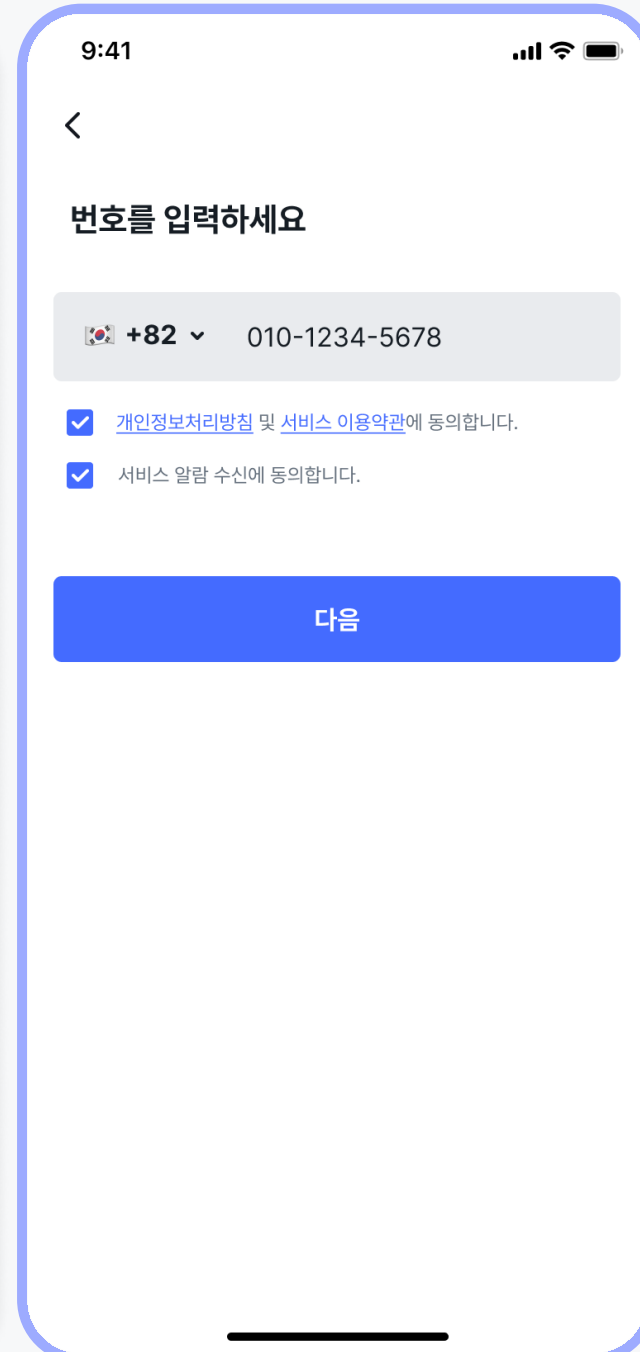 9:41
번호를 입력하세요
+82 010-1234-5678
개인정보처리방침 및 서비스 이용약관에 동의합니다.
서비스 알람 수신에 동의합니다.
다음